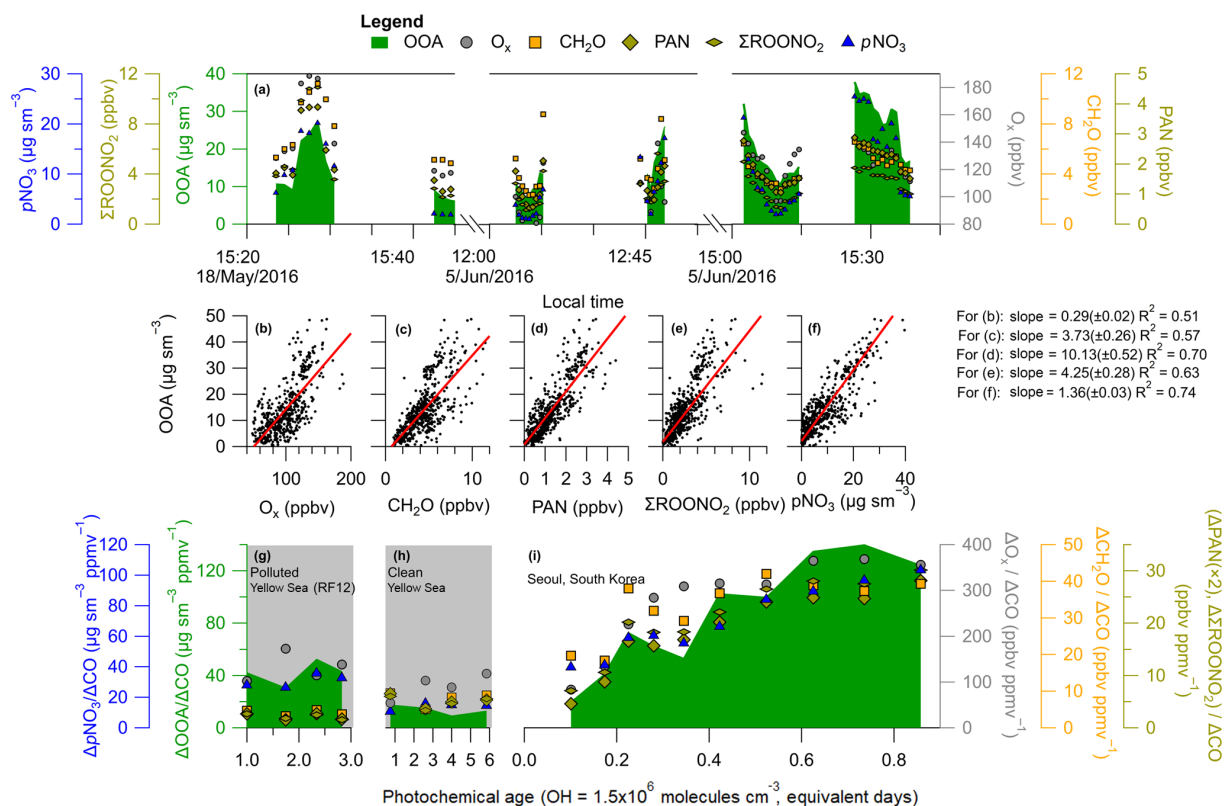 Legend
OOA Oₓ CH₂O PAN ΣROONO₂ pNO₃
pNO₃ (µg sm⁻³)
30
20
10
0
ΣROONO₂ (ppbv)
12
8
4
0
OOA (µg sm⁻³)
40
30
20
10
0
(a)
180
160
140
120
100
80
Oₓ (ppbv)
12
8
4
0
CH₂O (ppbv)
5
4
3
2
1
0
PAN (ppbv)
15:20 15:40 12:00 12:45 15:00 15:30
18/May/2016 5/Jun/2016 5/Jun/2016
Local time
OOA (µg sm⁻³)
50
40
30
20
10
0
(b) (c) (d) (e) (f)
100 200 0 10 0 1 2 3 4 5 0 10 0 20 40
Oₓ (ppbv) CH₂O (ppbv) PAN (ppbv) ΣROONO₂ (ppbv) pNO₃ (µg sm⁻³)
For (b): slope = 0.29(±0.02) R² = 0.51
For (c): slope = 3.73(±0.26) R² = 0.57
For (d): slope = 10.13(±0.52) R² = 0.70
For (e): slope = 4.25(±0.28) R² = 0.63
For (f): slope = 1.36(±0.03) R² = 0.74
ΔpNO₃/ΔCO (µg sm⁻³ ppmv⁻¹)
120
100
80
60
40
20
0
ΔOOA/ΔCO (µg sm⁻³ ppmv⁻¹)
120
80
40
0
(g)
Polluted
Yellow Sea (RF12)
(h)
Clean
Yellow Sea
(i)
Seoul, South Korea
400
300
200
100
0
ΔOₓ / ΔCO (ppbv ppmv⁻¹)
50
40
30
20
10
0
ΔCH₂O / ΔCO (ppbv ppmv⁻¹)
30
20
10
0
(ΔPAN(×2), ΔΣROONO₂) / ΔCO
(ppbv ppmv⁻¹)
1.0 2.0 3.0 1 2 3 4 5 6 0.0 0.2 0.4 0.6 0.8
Photochemical age (OH = 1.5x10⁶ molecules cm⁻³, equivalent days)